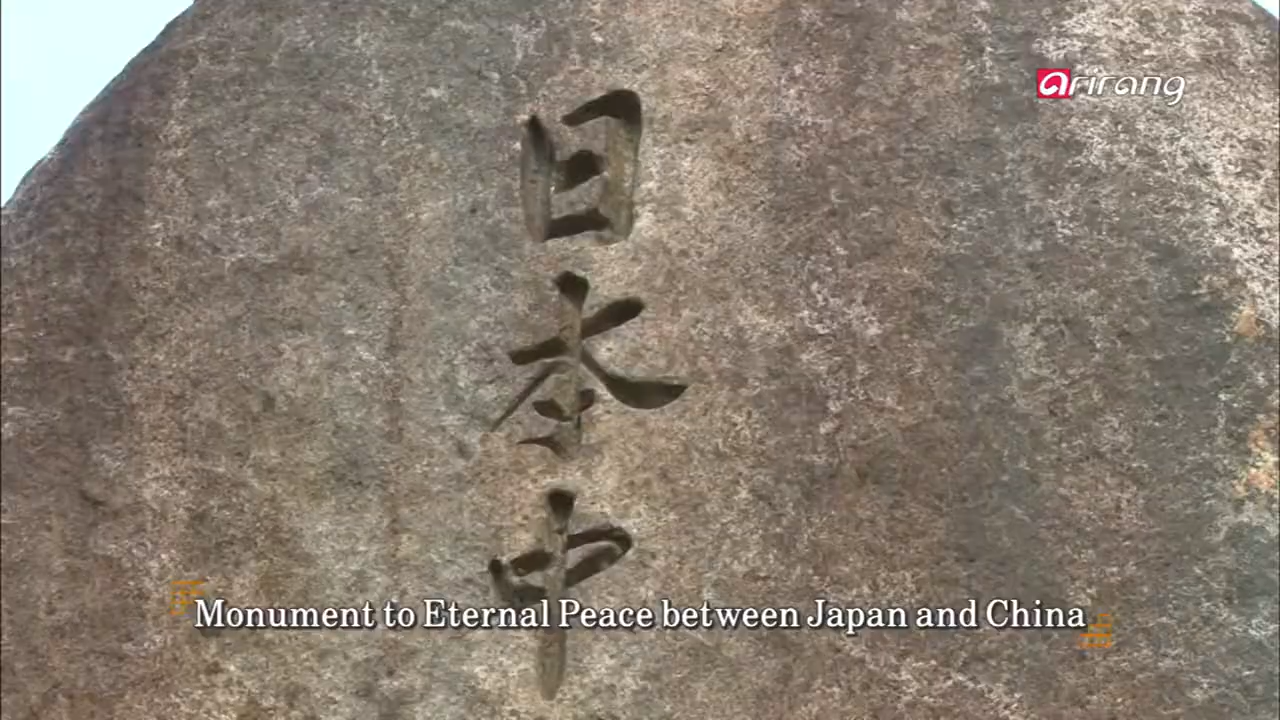 arirang
日本中
Monument to Eternal Peace between Japan and China